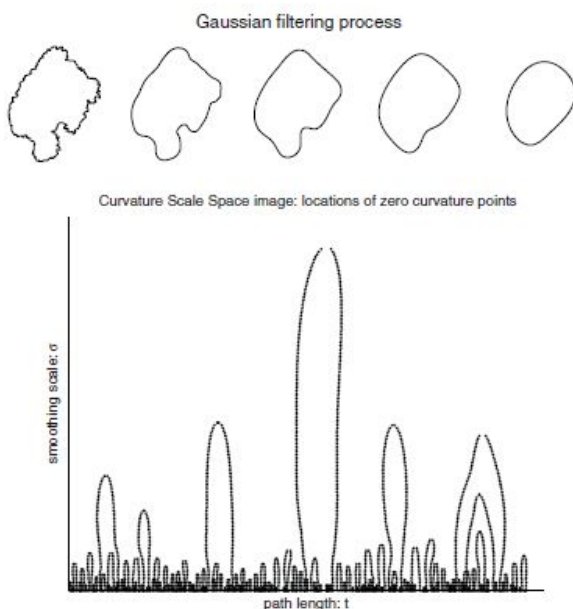 Gaussian filtering process
Curvature Scale Space image: locations of zero curvature points
smoothing scale: σ
path length: t